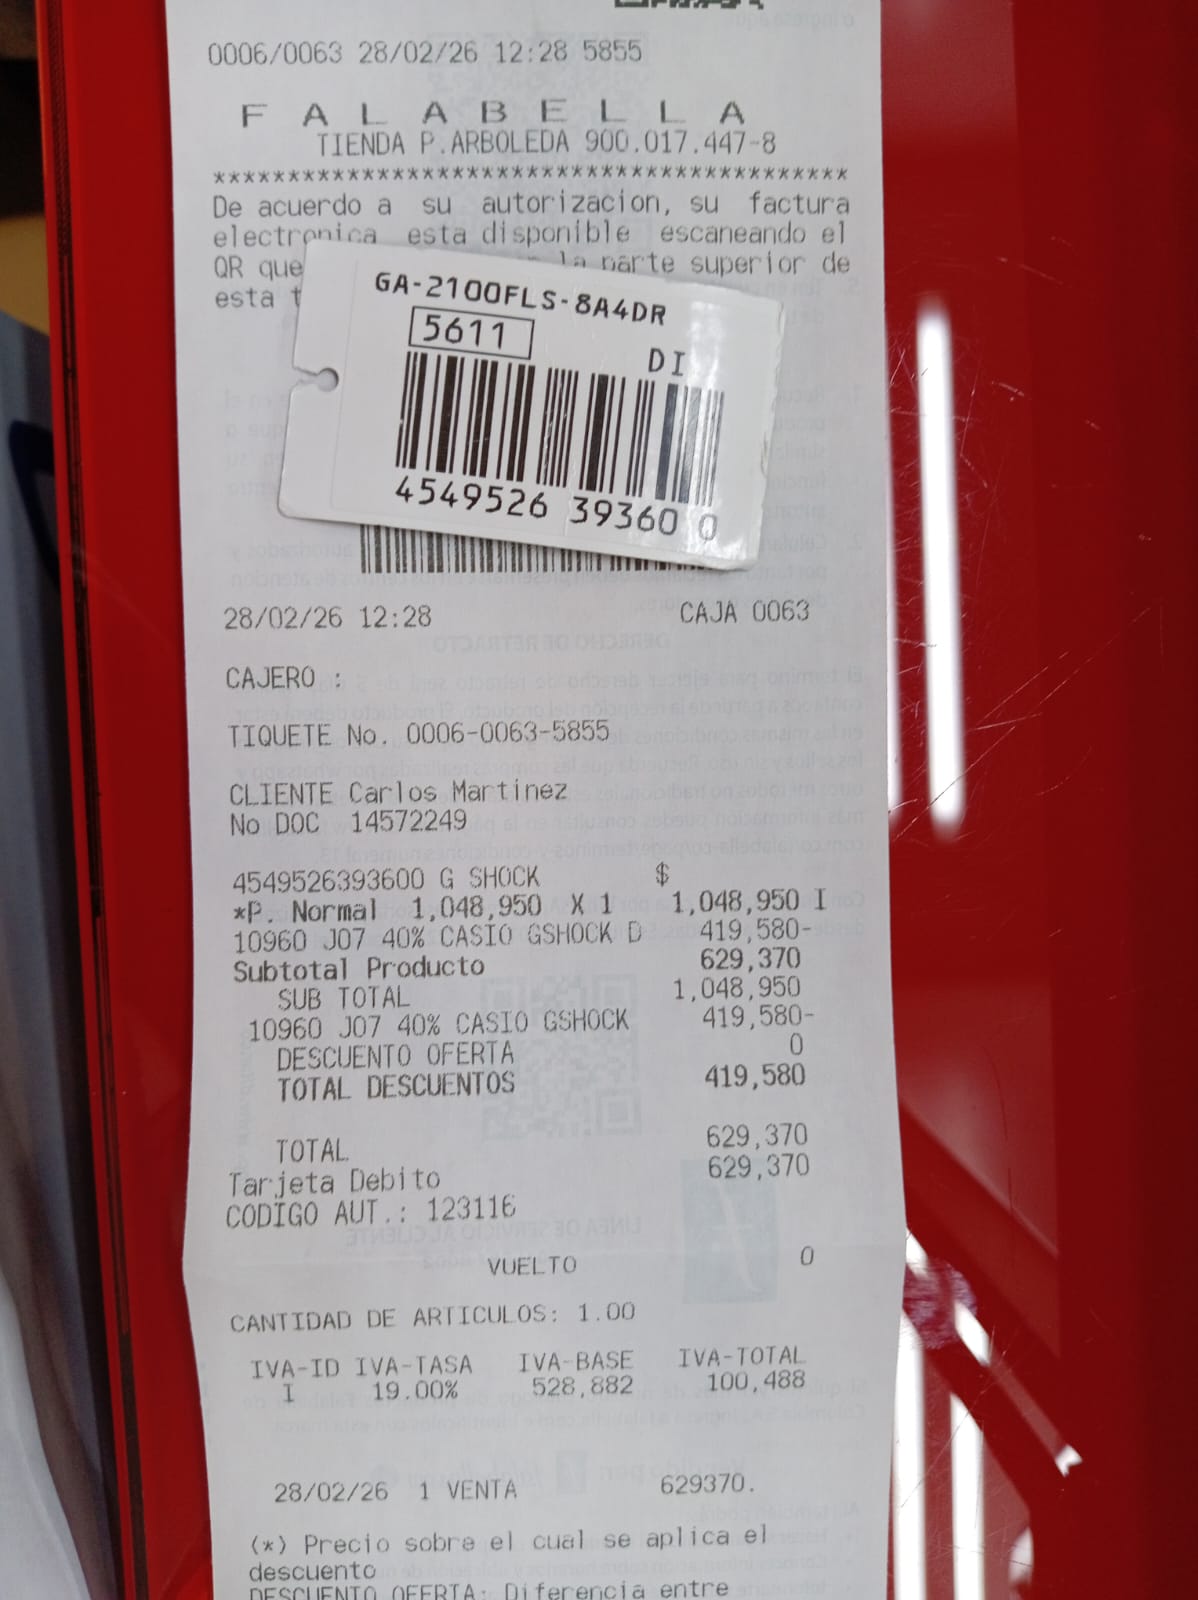 0006/0063 28/02/26 12:28 5855
F A L A B E L L A
TIENDA P.ARBOLEDA 900.017.447-8
*******************************************
De acuerdo a su autorizacion, su factura
electronica esta disponible escaneando el
QR que la parte superior de
esta
GA-2100FLS-8A4DR
5611
DI
4549526 39360 0
28/02/26 12:28 CAJA 0063
CAJERO :
TIQUETE No. 0006-0063-5855
CLIENTE Carlos Martinez
No DOC 14572249
4549526393600 G SHOCK $
*P. Normal 1,048,950 X 1 1,048,950 I
10960 J07 40% CASIO GSHOCK D 419,580-
Subtotal Producto 629,370
SUB TOTAL 1,048,950
10960 J07 40% CASIO GSHOCK 419,580-
DESCUENTO OFERTA 0
TOTAL DESCUENTOS 419,580
TOTAL 629,370
Tarjeta Debito 629,370
CODIGO AUT.: 123116
VUELTO 0
CANTIDAD DE ARTICULOS: 1.00
IVA-ID IVA-TASA IVA-BASE IVA-TOTAL
I 19.00% 528,882 100,488
28/02/26 1 VENTA 629370.
(*) Precio sobre el cual se aplica el
descuento
DESCUENTO OFERTA: Diferencia entre